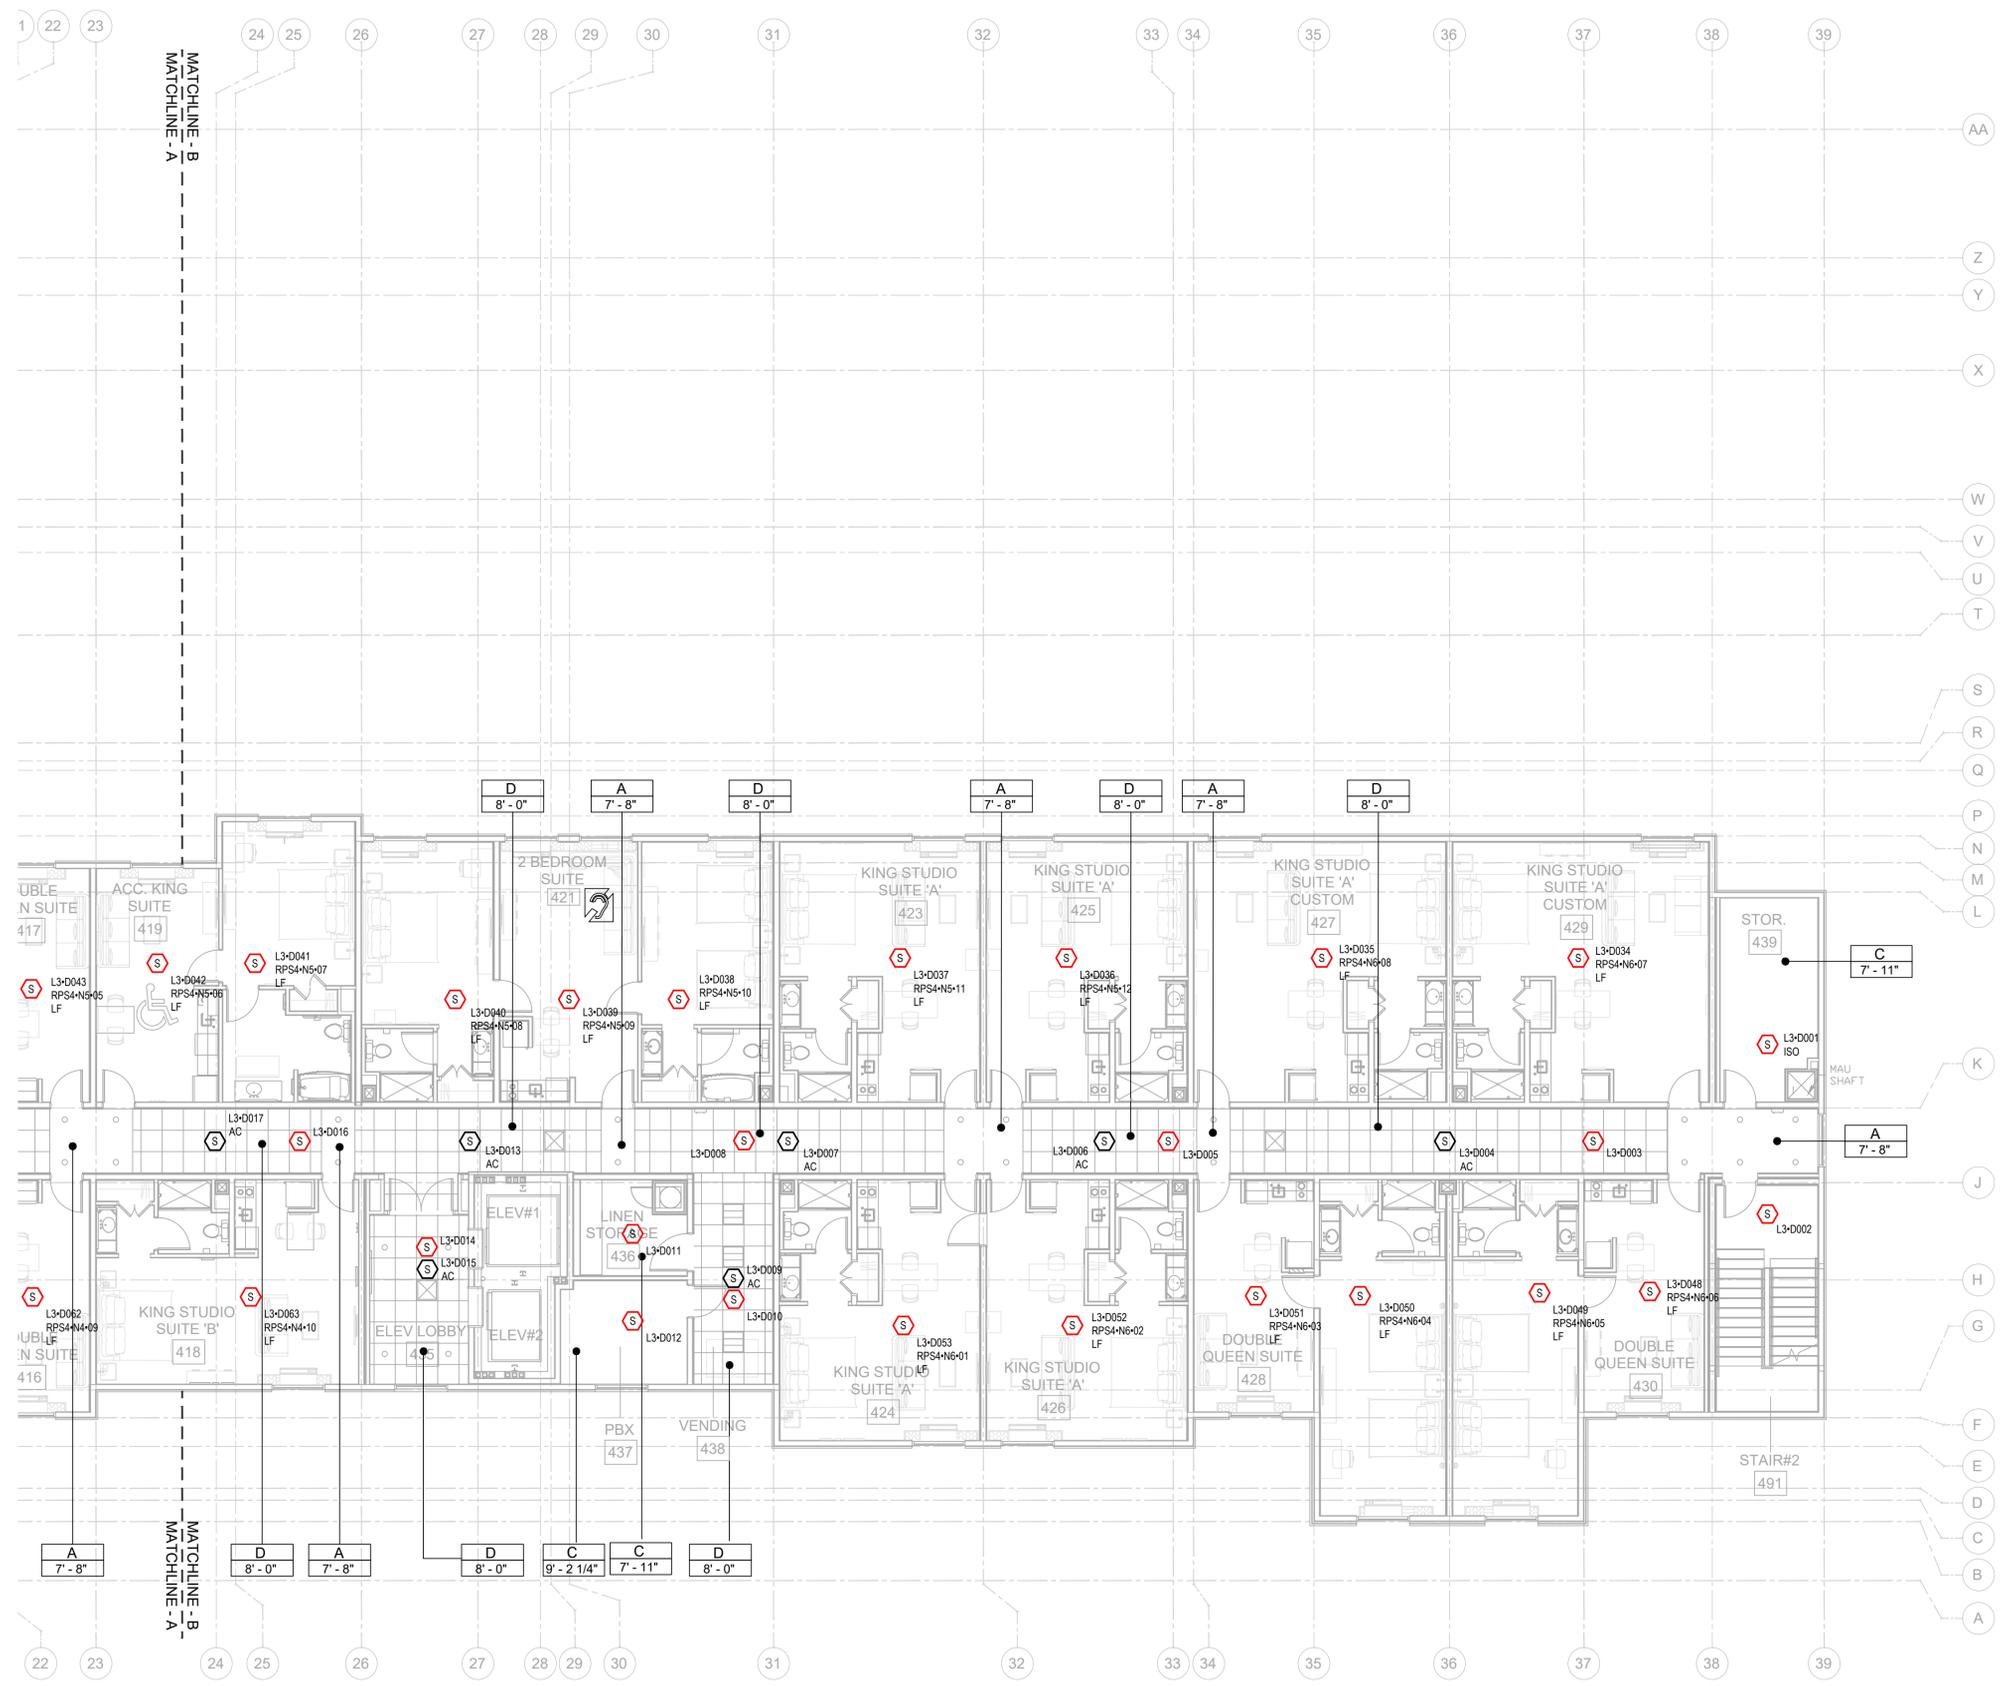 1
22
23
24
25
26
27
28
29
30
31
32
33
34
35
36
37
38
39
MATCHLINE - B
MATCHLINE - A
AA
Z
Y
X
W
V
U
T
S
R
Q
P
N
M
L
K
J
H
G
F
E
D
C
B
A
D
8' - 0"
A
7' - 8"
D
8' - 0"
A
7' - 8"
D
8' - 0"
A
7' - 8"
D
8' - 0"
UBLE
N SUITE
417
S
L3•D043
RPS4•N5•05
LF
ACC. KING
SUITE
419
S
L3•D042
RPS4•N5•06
LF
S
L3•D041
RPS4•N5•07
LF
2 BEDROOM
SUITE
421
S
L3•D040
RPS4•N5•08
LF
S
L3•D039
RPS4•N5•09
LF
S
L3•D038
RPS4•N5•10
LF
KING STUDIO
SUITE 'A'
423
S
L3•D037
RPS4•N5•11
LF
KING STUDIO
SUITE 'A'
425
S
L3•D036
RPS4•N5•12
LF
KING STUDIO
SUITE 'A'
CUSTOM
427
S
L3•D035
RPS4•N6•08
LF
KING STUDIO
SUITE 'A'
CUSTOM
429
S
L3•D034
RPS4•N6•07
LF
STOR.
439
C
7' - 11"
S
L3•D001
ISO
MAU
SHAFT
L3•D017
AC
S
S
L3•D016
S
L3•D013
AC
L3•D008
S
S
L3•D007
AC
L3•D006
AC
S
S
L3•D005
S
L3•D004
AC
S
L3•D003
A
7' - 8"
S
L3•D002
S
L3•D014
S
L3•D015
AC
ELEV#1
ELEV#2
ELEV LOBBY
435
LINEN
STORAGE
436
S
L3•D011
S
L3•D012
S
L3•D009
AC
S
L3•D010
S
L3•D062
RPS4•N4•09
LF
DOUBLE
EN SUITE
416
KING STUDIO
SUITE 'B'
418
S
L3•D063
RPS4•N4•10
LF
S
L3•D053
RPS4•N6•01
LF
KING STUDIO
SUITE 'A'
424
S
L3•D052
RPS4•N6•02
LF
KING STUDIO
SUITE 'A'
426
S
L3•D051
RPS4•N6•03
LF
DOUBLE
QUEEN SUITE
428
S
L3•D050
RPS4•N6•04
LF
S
L3•D049
RPS4•N6•05
LF
S
L3•D048
RPS4•N6•06
LF
DOUBLE
QUEEN SUITE
430
PBX
437
VENDING
438
STAIR#2
491
A
7' - 8"
D
8' - 0"
A
7' - 8"
D
8' - 0"
C
9' - 2 1/4"
C
7' - 11"
D
8' - 0"
MATCHLINE - B
MATCHLINE - A
22
23
24
25
26
27
28
29
30
31
32
33
34
35
36
37
38
39